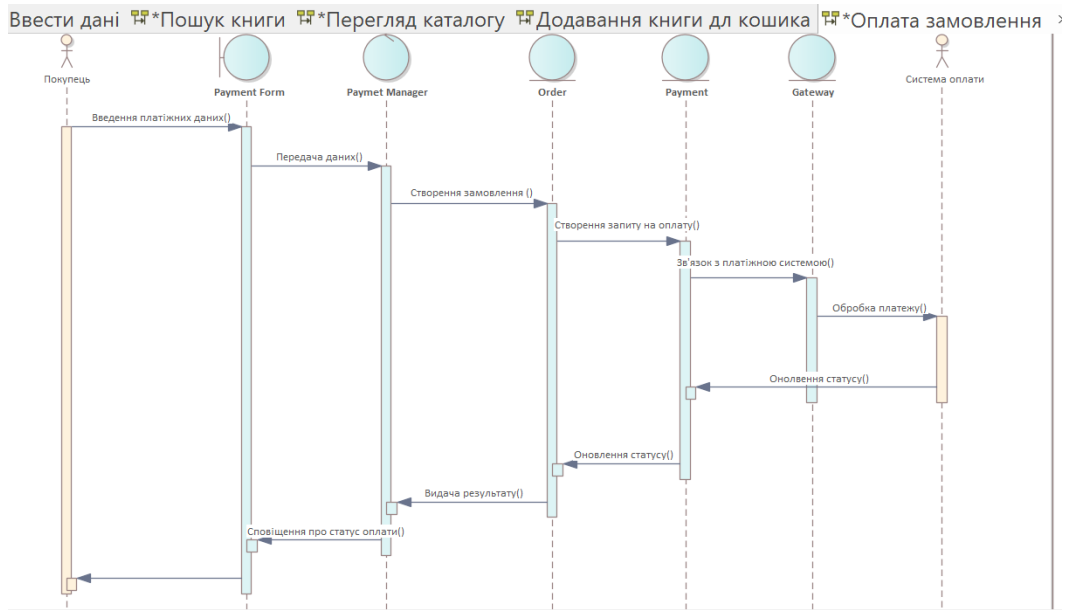 Ввести дані *Пошук книги *Перегляд каталогу Додавання книги дл кошика *Оплата замовлення
Покупець
Payment Form
Paymet Manager
Order
Payment
Gateway
Система оплати
Введення платіжних даних()
Передача даних()
Створення замовлення ()
Створення запиту на оплату()
Зв'язок з платіжною системою()
Обробка платежу()
Онолвення статусу()
Оновлення статусу()
Видача результату()
Сповіщення про статус оплати()